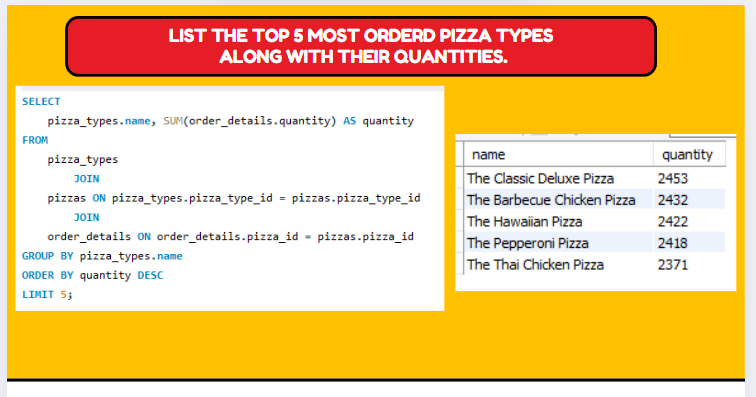 LIST THE TOP 5 MOST ORDERD PIZZA TYPES
ALONG WITH THEIR QUANTITIES.
SELECT
pizza_types.name, SUM(order_details.quantity) AS quantity
FROM
pizza_types
JOIN
pizzas ON pizza_types.pizza_type_id = pizzas.pizza_type_id
JOIN
order_details ON order_details.pizza_id = pizzas.pizza_id
GROUP BY pizza_types.name
ORDER BY quantity DESC
LIMIT 5;
name quantity
The Classic Deluxe Pizza 2453
The Barbecue Chicken Pizza 2432
The Hawaiian Pizza 2422
The Pepperoni Pizza 2418
The Thai Chicken Pizza 2371